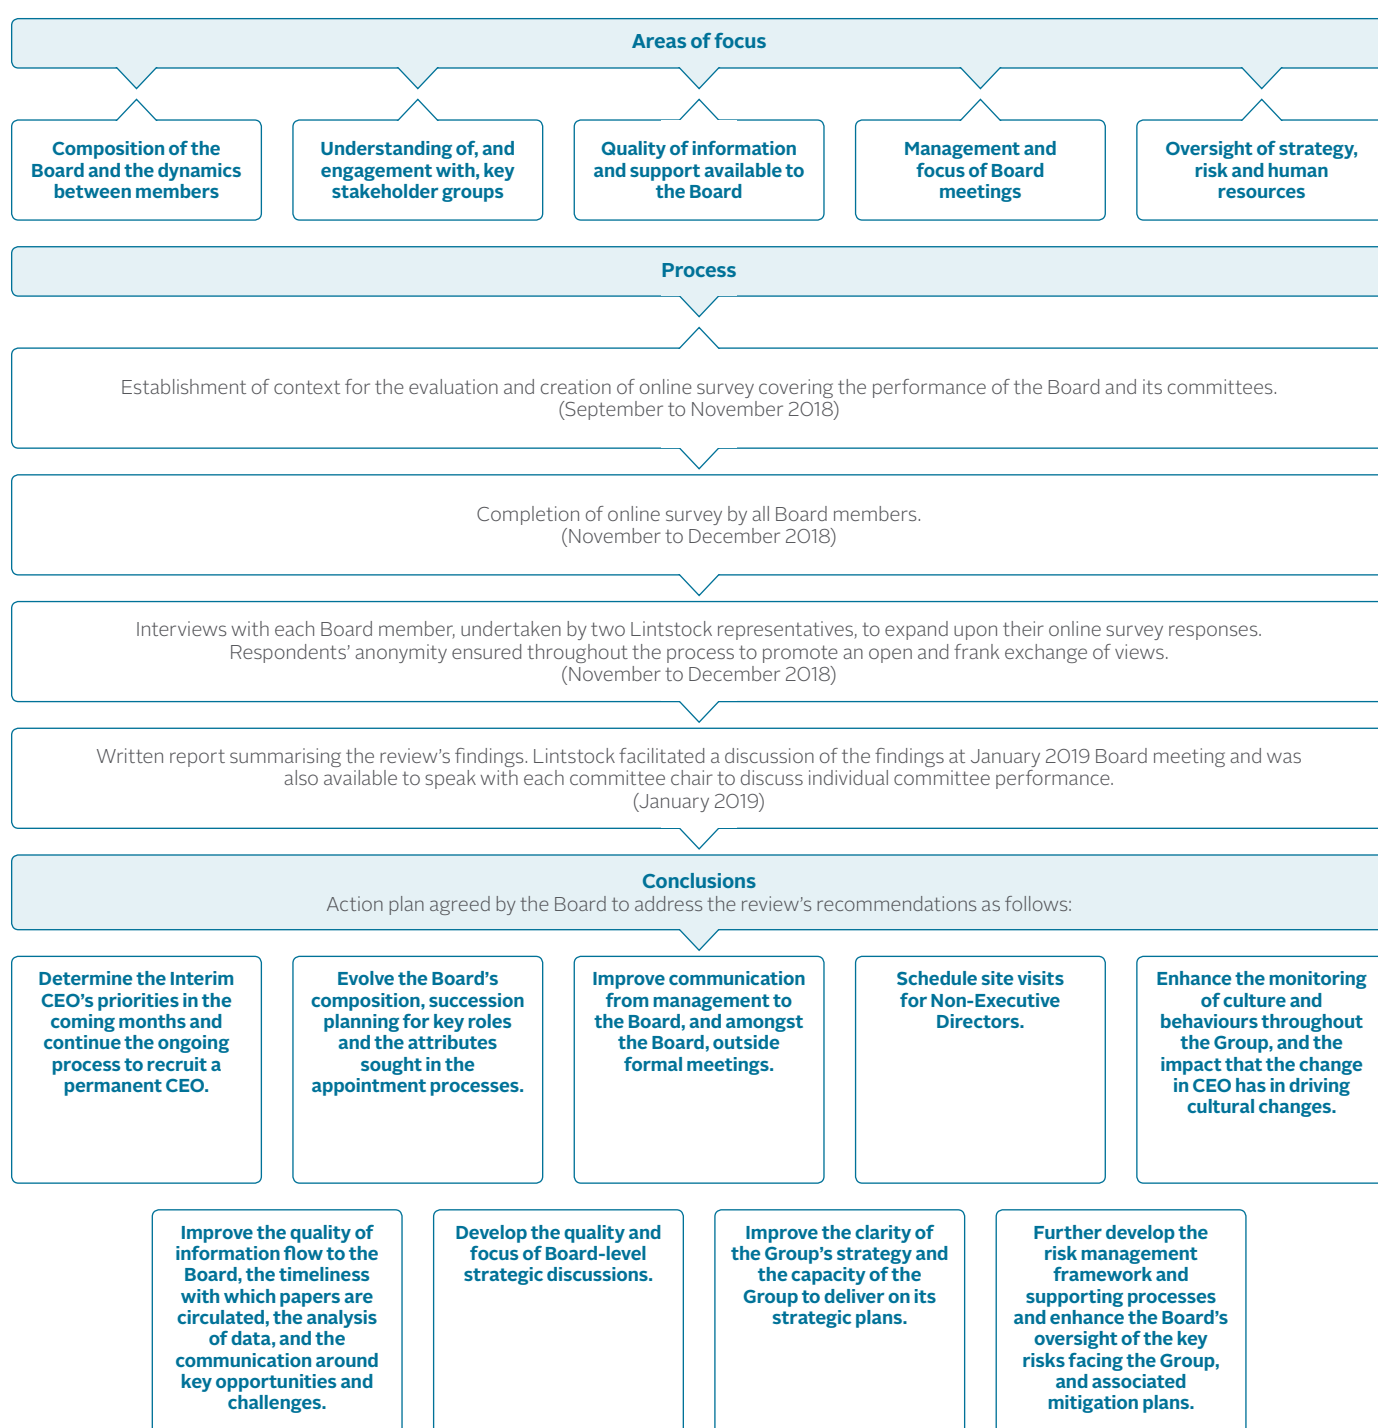 Areas of focus
Composition of the
Board and the dynamics
between members
Understanding of, and
engagement with, key
stakeholder groups
Quality of information
and support available to
the Board
Management and
focus of Board
meetings
Oversight of strategy,
risk and human
resources
Process
Establishment of context for the evaluation and creation of online survey covering the performance of the Board and its committees.
(September to November 2018)
Completion of online survey by all Board members.
(November to December 2018)
Interviews with each Board member, undertaken by two Lintstock representatives, to expand upon their online survey responses.
Respondents’ anonymity ensured throughout the process to promote an open and frank exchange of views.
(November to December 2018)
Written report summarising the review’s findings. Lintstock facilitated a discussion of the findings at January 2019 Board meeting and was
also available to speak with each committee chair to discuss individual committee performance.
(January 2019)
Conclusions
Action plan agreed by the Board to address the review’s recommendations as follows:
Determine the Interim
CEO’s priorities in the
coming months and
continue the ongoing
process to recruit a
permanent CEO.
Evolve the Board’s
composition, succession
planning for key roles
and the attributes
sought in the
appointment processes.
Improve communication
from management to
the Board, and amongst
the Board, outside
formal meetings.
Schedule site visits
for Non-Executive
Directors.
Enhance the monitoring
of culture and
behaviours throughout
the Group, and the
impact that the change
in CEO has in driving
cultural changes.
Improve the quality of
information flow to the
Board, the timeliness
with which papers are
circulated, the analysis
of data, and the
communication around
key opportunities and
challenges.
Develop the quality and
focus of Board-level
strategic discussions.
Improve the clarity of
the Group’s strategy and
the capacity of the
Group to deliver on its
strategic plans.
Further develop the
risk management
framework and
supporting processes
and enhance the Board’s
oversight of the key
risks facing the Group,
and associated
mitigation plans.